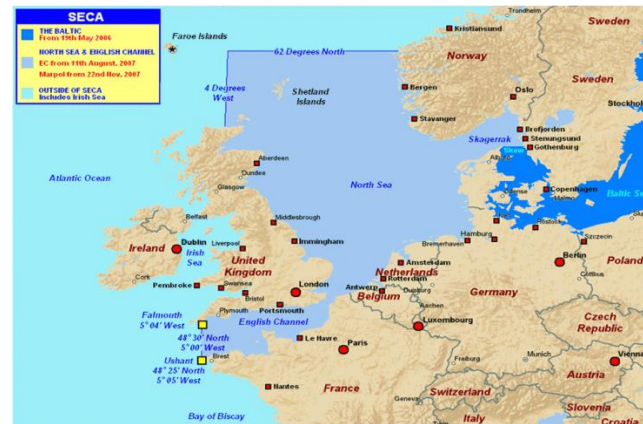 SECA
THE BALTIC
From 19th May 2006
NORTH SEA & ENGLISH CHANNEL
EC from 11th August, 2007
Marpol from 22nd Nov, 2007
OUTSIDE OF SECA
Includes Irish Sea
Faroe Islands
62 Degrees North
4 Degrees
West
Shetland
Islands
Trondheim
Kristiansund
Sweden
Norway
Bergen
Oslo
Sweden
Stockho
Stavanger
Brofjorden
Skagerrak
Stenungsund
Gothenburg
Skaw
Aberdeen
Dundee
Atlantic Ocean
North Sea
Odense
Copenhagen
Malmo
Baltic Se
Glasgow
Belfast
Middlesbrough
Kiel
Rostock
Ireland
Dublin
Liverpool
Immingham
Bremerhaven
Hamburg
Szczecin
Irish
Sea
United
Kingdom
Amsterdam
Netherlands
Berlin
Poland
Cork
Pembroke
Swansea
London
Rotterdam
Antwerp
Duisburg
Cottbus
Bristol
Belgium
Germany
Portsmouth
Aachen
Falmouth
5° 04' West
Plymouth
English Channel
Luxembourg
Czech
Republic
48° 30' North
5° 00' West
Le Havre
Paris
Ushant
Brest
48° 25' North
5° 05' West
Freiburg
Munich
Vienna
Austria
Nantes
France
Switzerland
Geneva
Slovenia
Bay of Biscay
Italy
Croatia